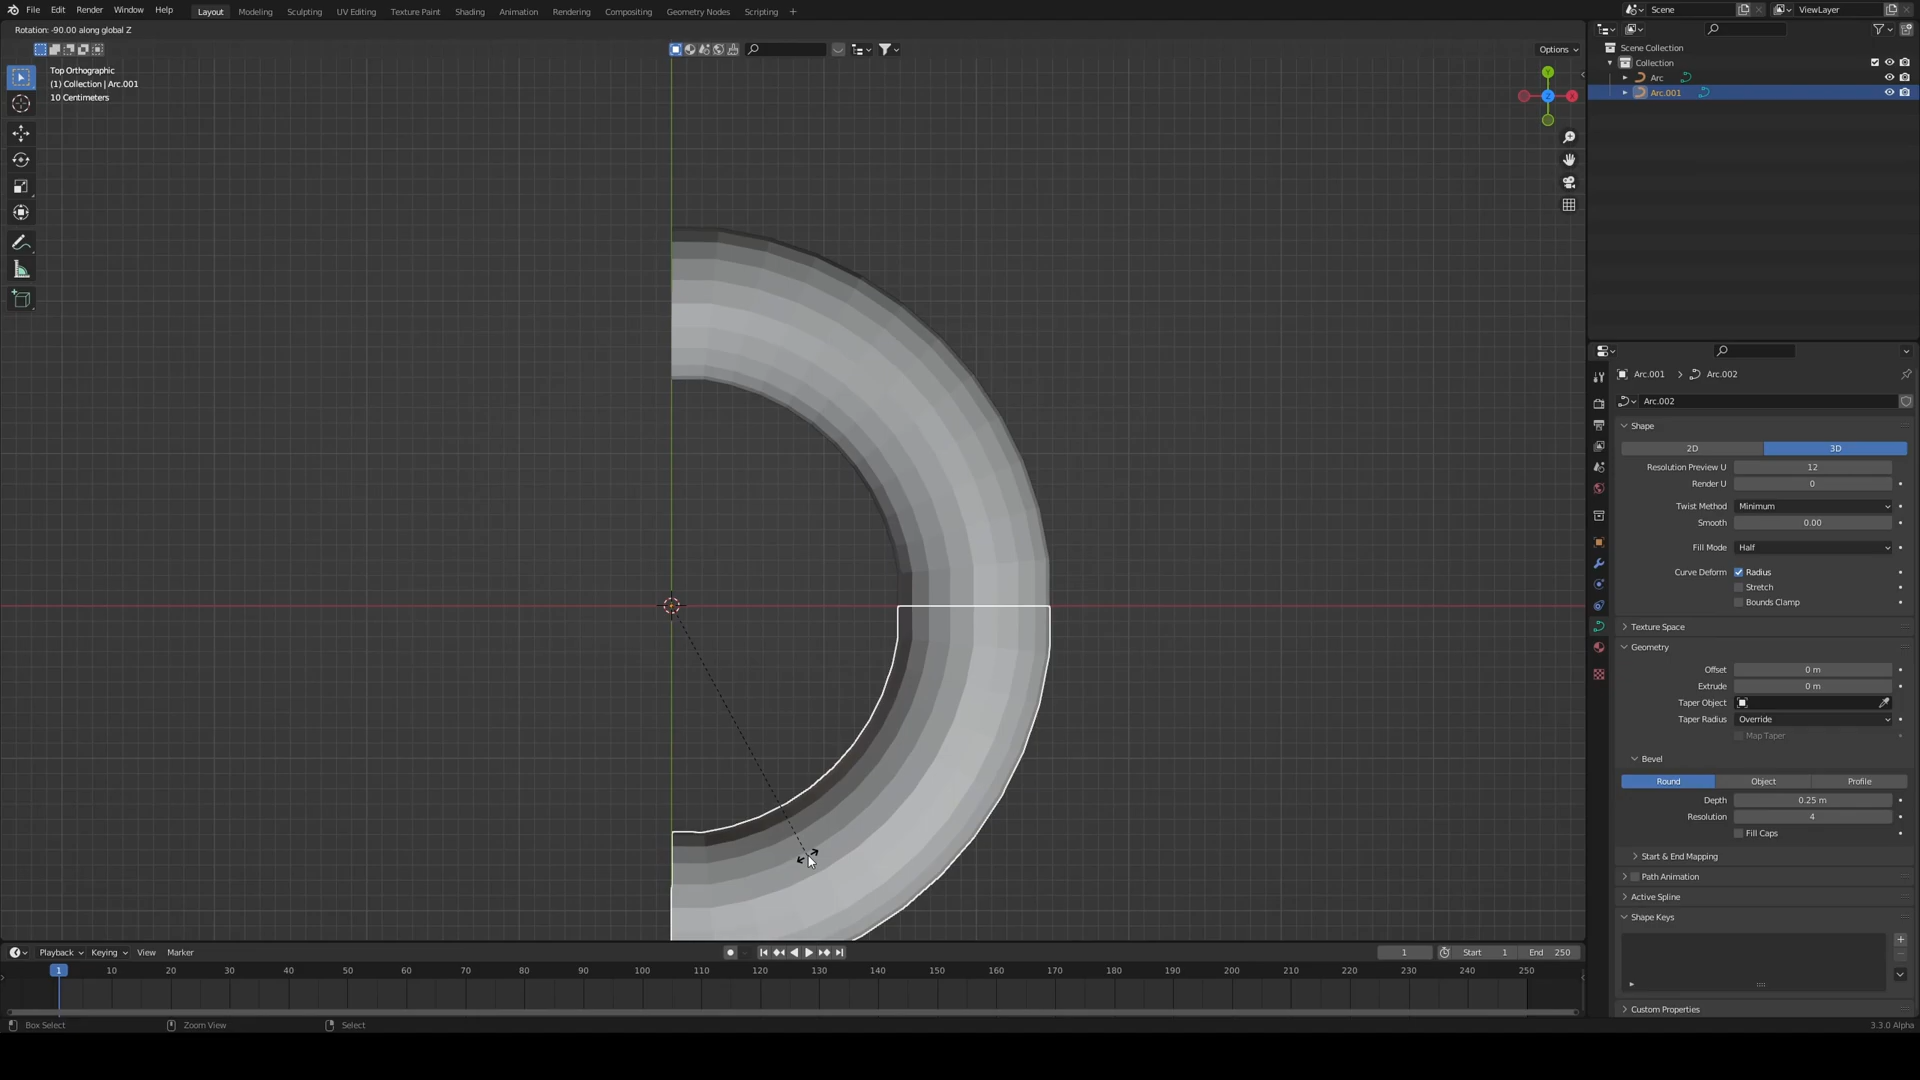 File Edit Render Window Help
Layout Modeling Sculpting UV Editing Texture Paint Shading Animation Rendering Compositing Geometry Nodes Scripting +
Scene
ViewLayer
Rotation: -90.00 along global Z
Options
Top Orthographic
(1) Collection | Arc.001
10 Centimeters
Y
Z
X
Scene Collection
Collection
Arc
Arc.001
Arc.001 > Arc.002
Arc.002
Shape
2D 3D
Resolution Preview U 12
Render U 0
Twist Method Minimum
Smooth 0.00
Fill Mode Half
Curve Deform Radius
Stretch
Bounds Clamp
Texture Space
Geometry
Offset 0 m
Extrude 0 m
Taper Object
Taper Radius Override
Map Taper
Bevel
Round Object Profile
Depth 0.25 m
Resolution 4
Fill Caps
Start & End Mapping
Path Animation
Active Spline
Shape Keys
Custom Properties
Playback Keying View Marker
1 Start 1 End 250
1 10 20 30 40 50 60 70 80 90 100 110 120 130 140 150 160 170 180 190 200 210 220 230 240 250
Box Select Zoom View Select
3.3.0 Alpha